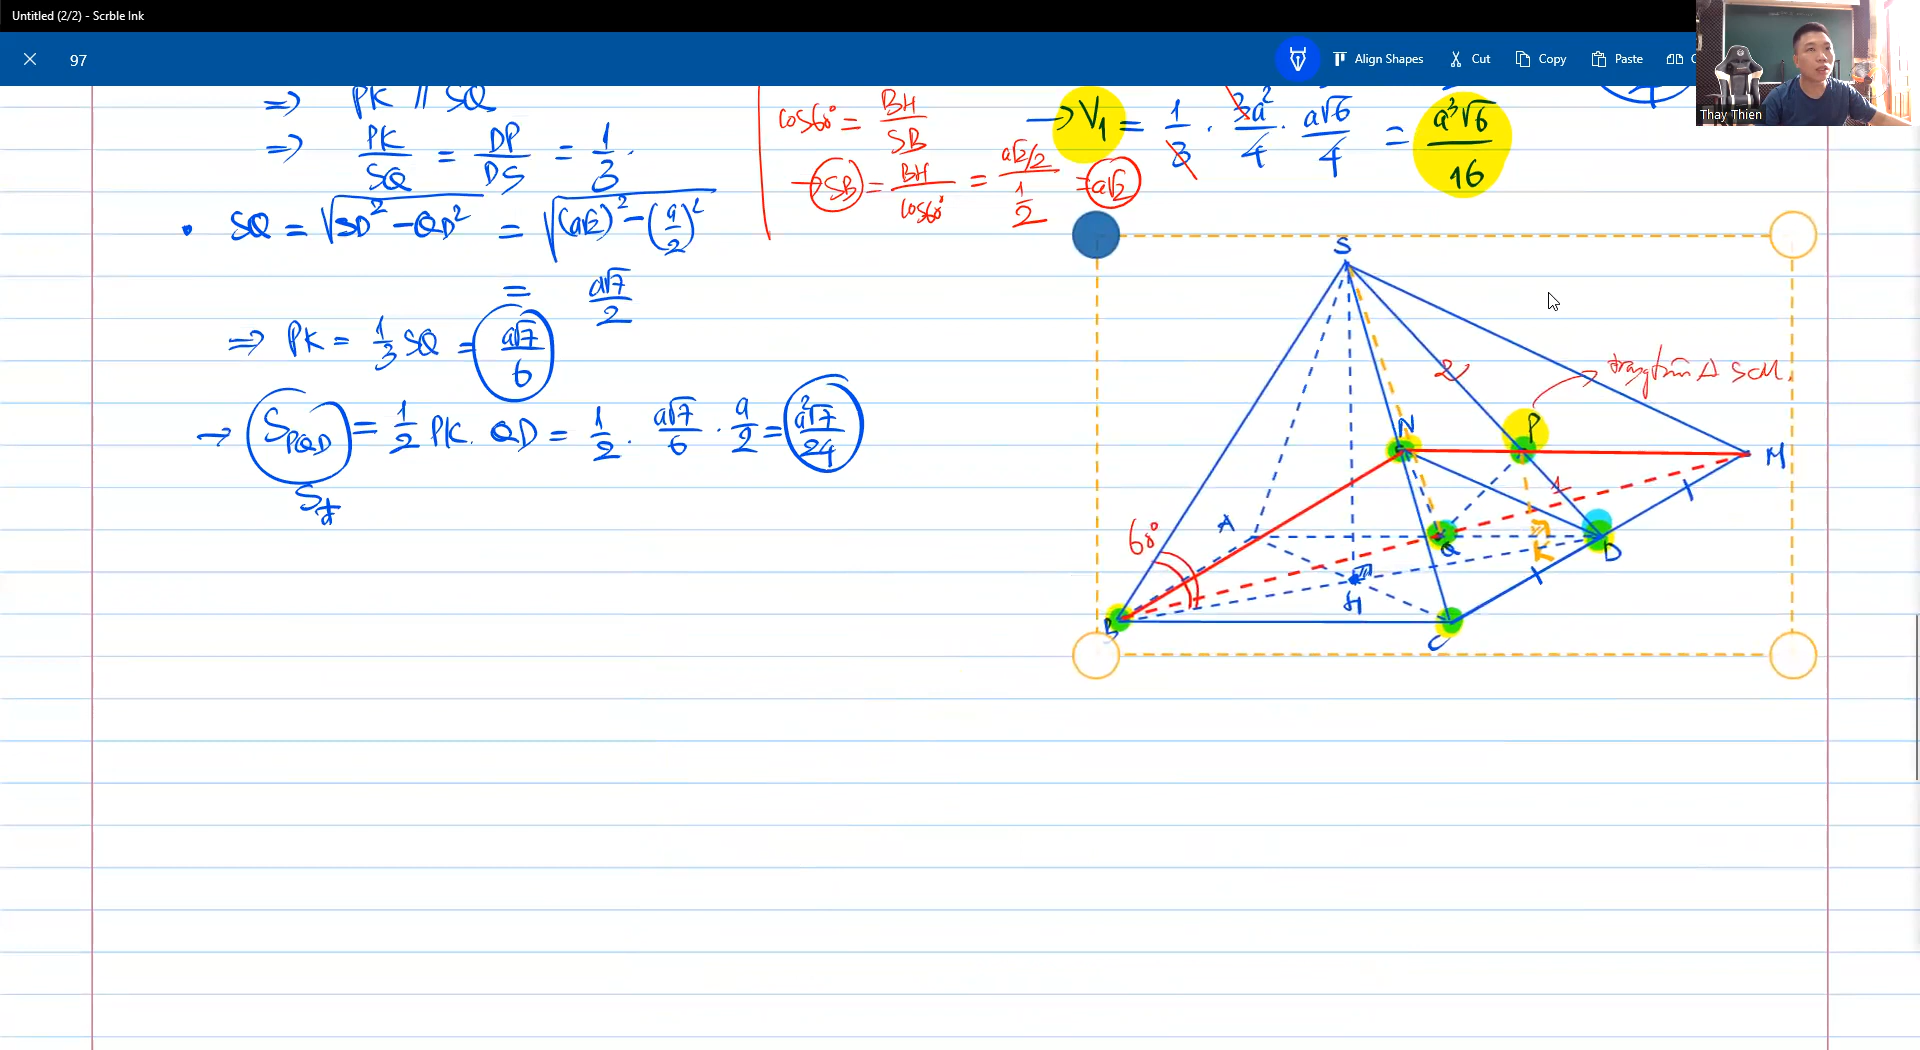 Untitled (2/2) - Scrble Ink
97
Align Shapes
Cut
Copy
Paste
Thay Thien
=> PK // SQ
=> PK/SQ = DP/DS = 1/3.
• SQ = √(SD² - QD²) = √((a√2)² - (a/2)²)
= a√7/2
=> PK = 1/3 SQ = a√7/6
→ S_PQD = 1/2 PK. QD = 1/2 . a√7/6 . a/2 = a²√7/24
S_đ
cos60° = BH/SB
→ SB = BH/cos60° = (a√2/2)/(1/2) = a√2
→ V₁ = 1/3 . 3a²/4 . a√6/4 = a³√6/16
S
2
trọng tâm Δ SCM.
N
P
M
1
A
60°
Q
K
D
H
B
C